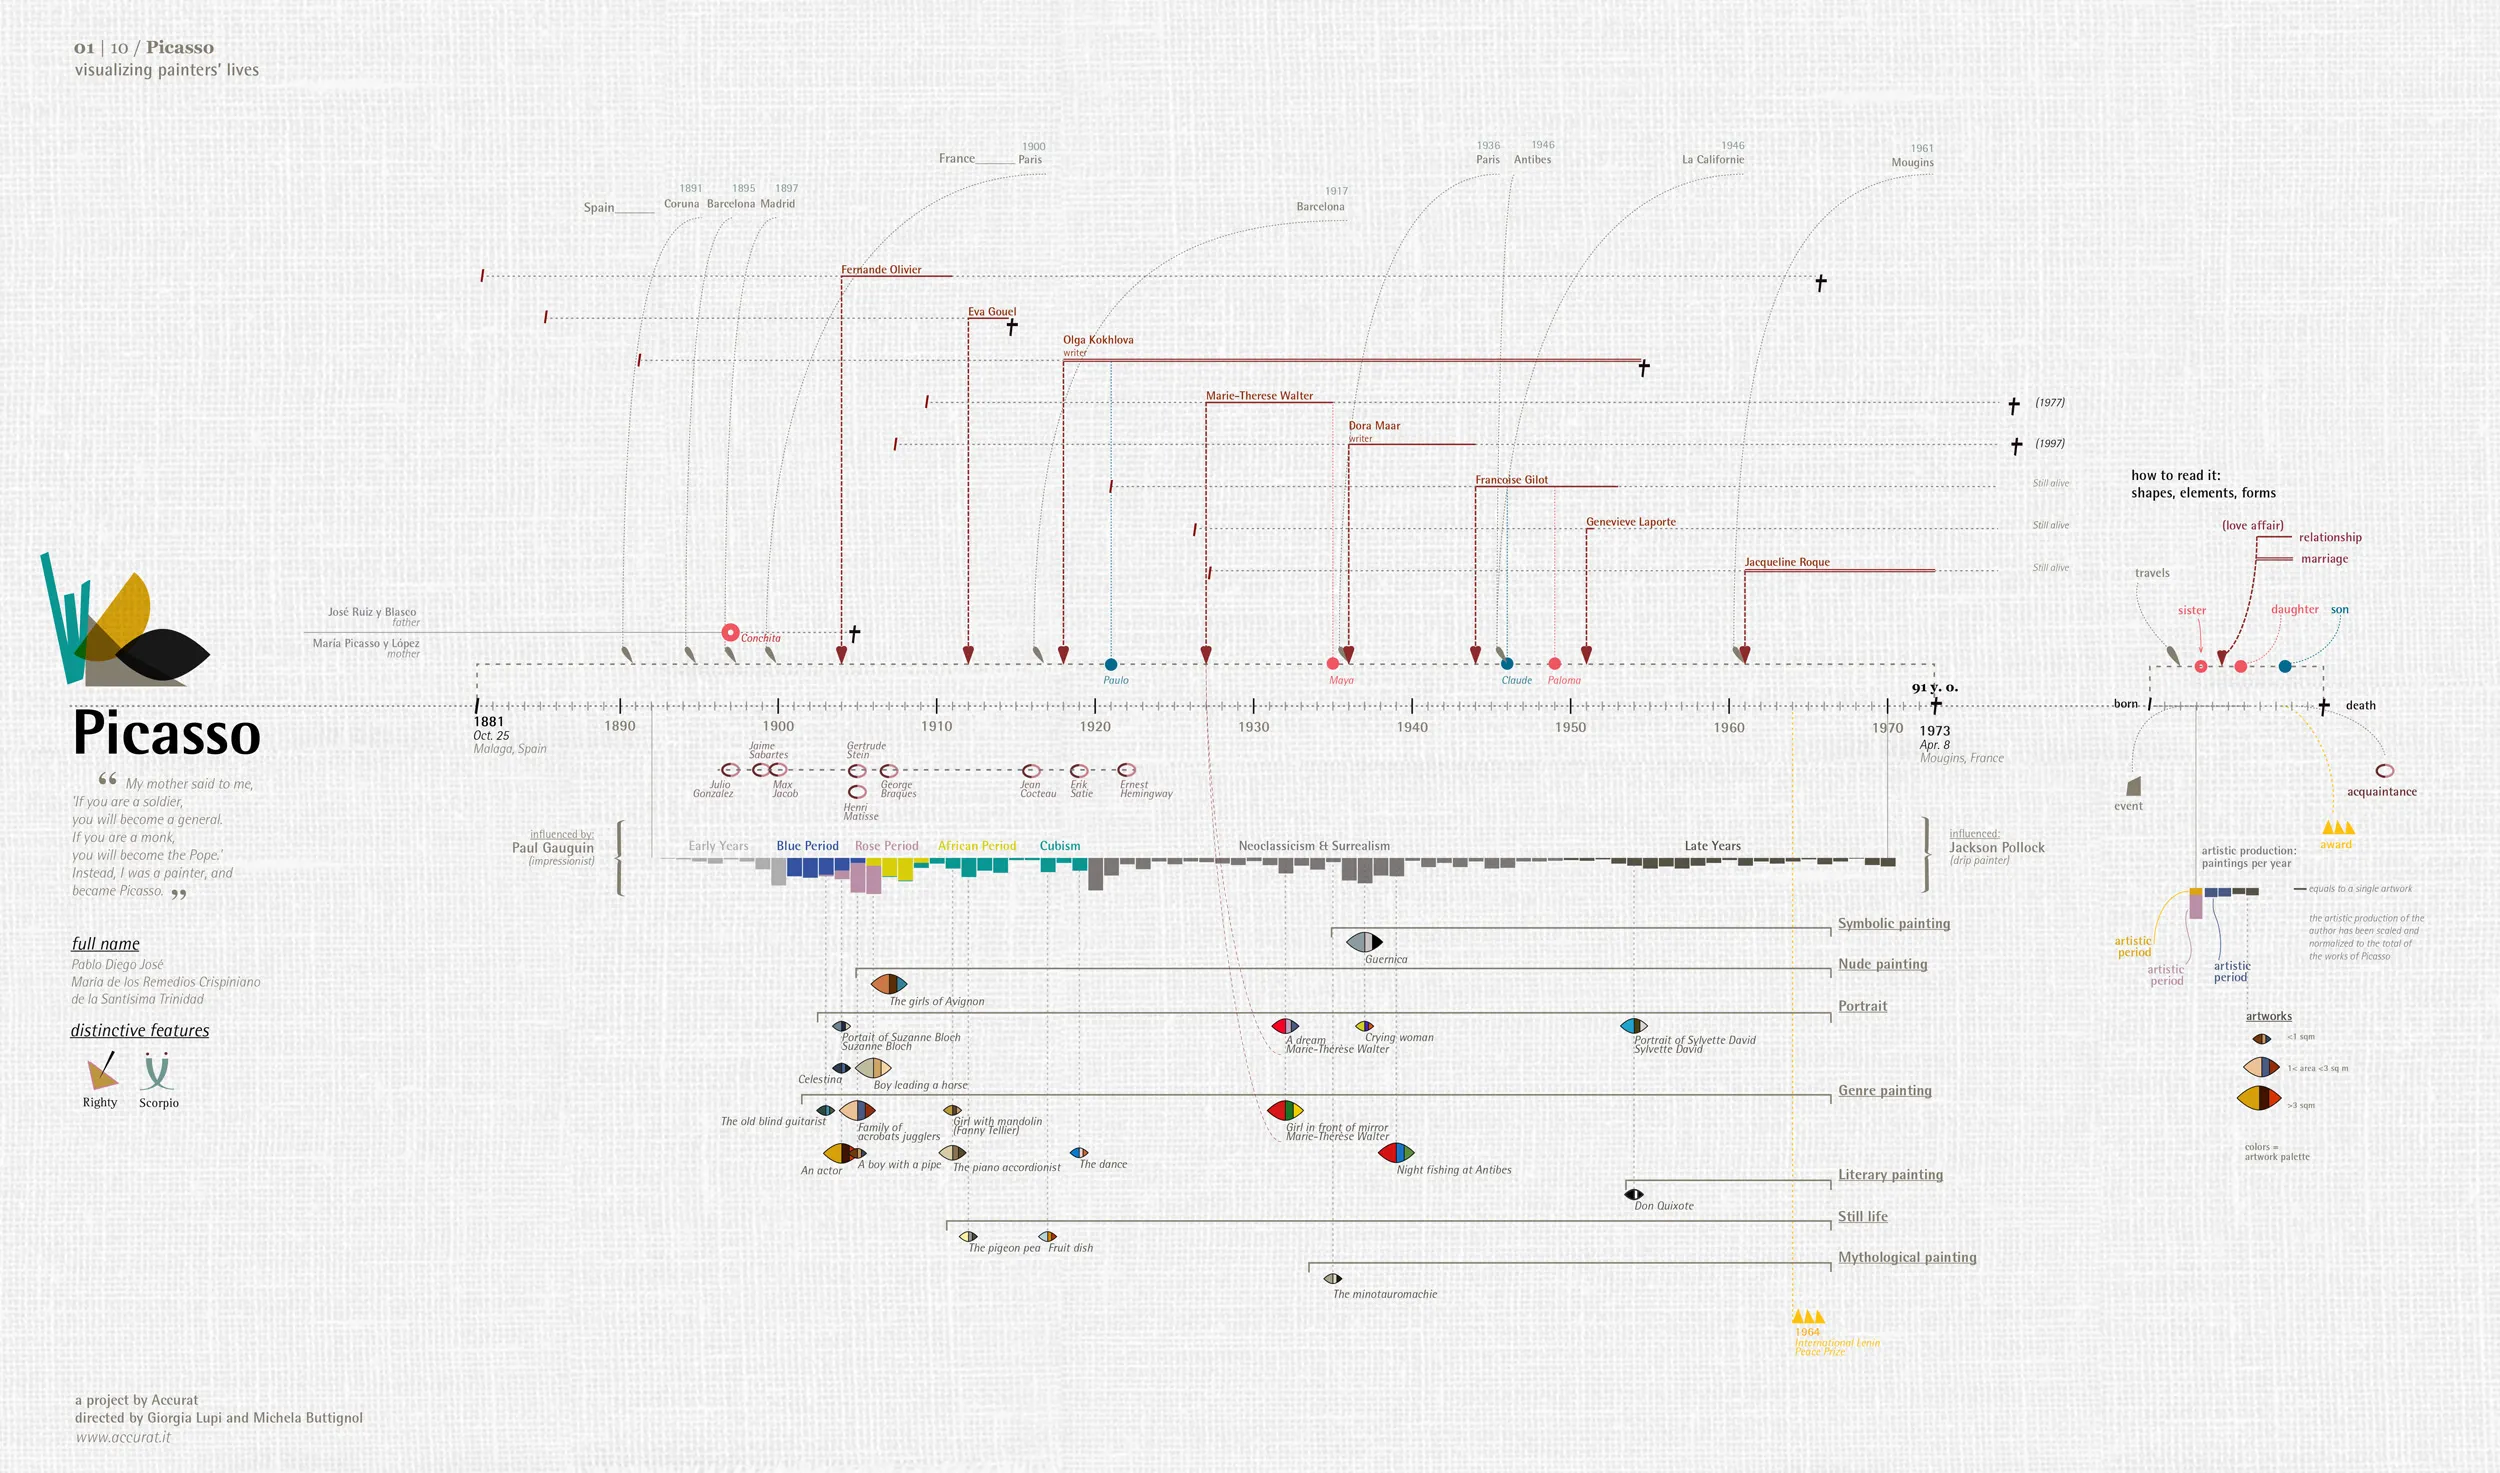 01 | 10 / Picasso
visualizing painters' lives
1900
France
Paris
1936
Paris
1946
Antibes
1946
La Californie
1961
Mougins
1891
1895
1897
Spain
Coruna
Barcelona
Madrid
1917
Barcelona
Fernande Olivier
Eva Gouel
Olga Kokhlova
writer
Marie-Therese Walter
(1977)
Dora Maar
writer
(1997)
Francoise Gilot
Still alive
Genevieve Laporte
Still alive
Jacqueline Roque
Still alive
José Ruiz y Blasco
father
María Picasso y López
mother
Conchita
Paulo
Maya
Claude
Paloma
91 y. o.
1881
Oct. 25
Malaga, Spain
1890
1900
1910
1920
1930
1940
1950
1960
1970
1973
Apr. 8
Mougins, France
Picasso
“ My mother said to me,
'If you are a soldier,
you will become a general.
If you are a monk,
you will become the Pope.'
Instead, I was a painter, and
became Picasso. ”
full name
Pablo Diego José
María de los Remedios Crispiniano
de la Santisima Trinidad
distinctive features
Righty
Scorpio
Julio
Gonzalez
Jaime
Sabartes
Max
Jacob
Gertrude
Stein
Henri
Matisse
George
Braques
Jean
Cocteau
Erik
Satie
Ernest
Hemingway
influenced by:
Paul Gauguin
(impressionist)
Early Years
Blue Period
Rose Period
African Period
Cubism
Neoclassicism & Surrealism
Late Years
influenced:
Jackson Pollock
(drip painter)
Symbolic painting
Guernica
Nude painting
The girls of Avignon
Portrait
Portait of Suzanne Bloch
Suzanne Bloch
A dream
Marie-Thérèse Walter
Crying woman
Portrait of Sylvette David
Sylvette David
Celestina
Boy leading a horse
Genre painting
The old blind guitarist
Family of
acrobats jugglers
Girl with mandolin
(Fanny Tellier)
Girl in front of mirror
Marie-Thérèse Walter
An actor
A boy with a pipe
The piano accordionist
The dance
Night fishing at Antibes
Literary painting
Don Quixote
Still life
The pigeon pea
Fruit dish
Mythological painting
The minotauromachie
1964
International Lenin
Peace Prize
how to read it:
shapes, elements, forms
(love affair)
relationship
marriage
travels
sister
daughter
son
born
death
event
acquaintance
award
artistic production:
paintings per year
equals to a single artwork
the artistic production of the
author has been scaled and
normalized to the total of
the works of Picasso
artistic
period
artistic
period
artistic
period
artworks
<1 sqm
1< area <3 sq m
>3 sqm
colors =
artwork palette
a project by Accurat
directed by Giorgia Lupi and Michela Buttignol
www.accurat.it